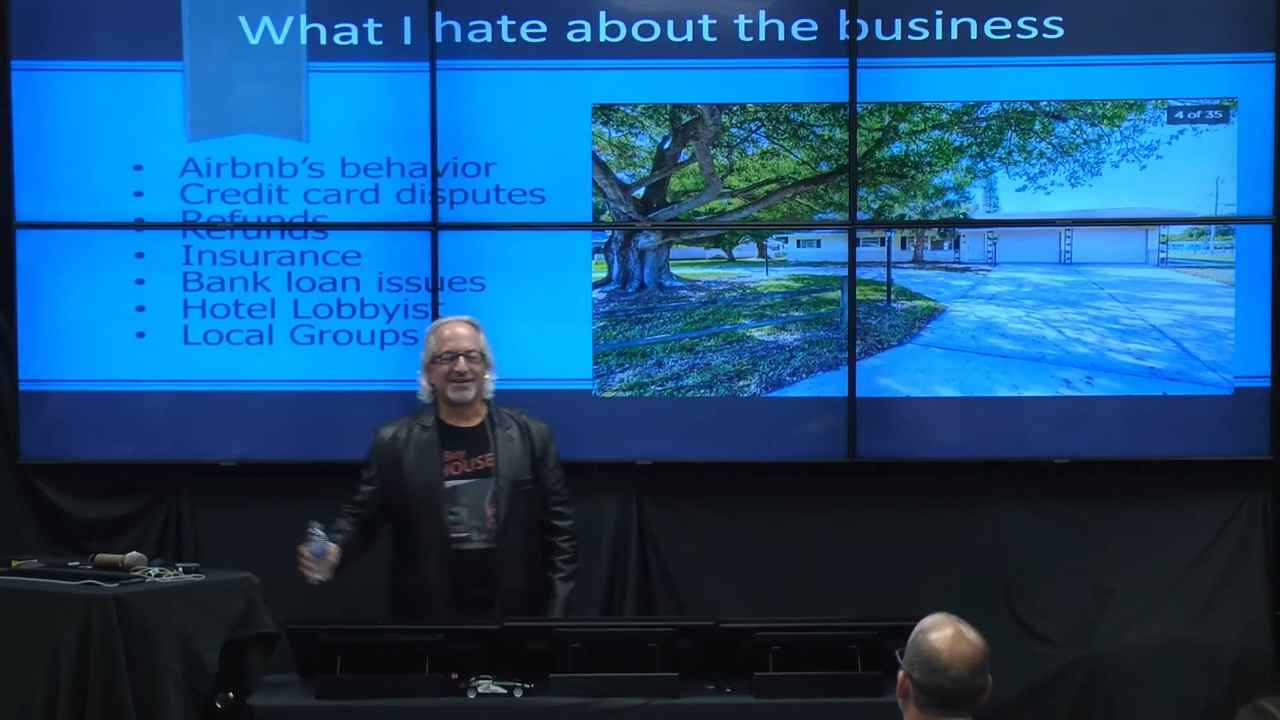 What I hate about the business
4 of 35
• Airbnb's behavior
• Credit card disputes
• Refunds
• Insurance
• Bank loan issues
• Hotel Lobbyist
• Local Groups
HOUSE